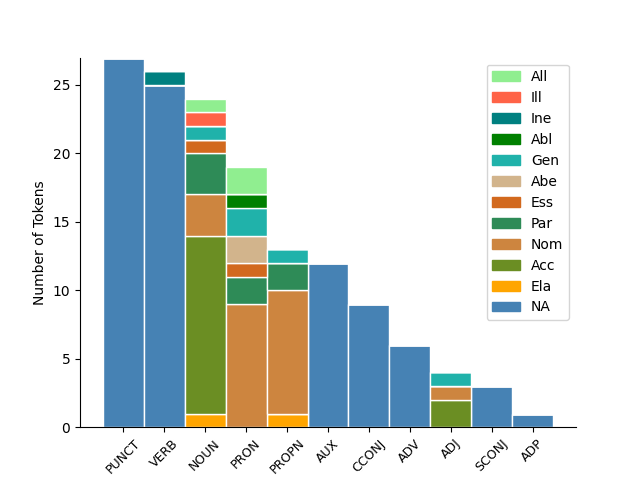 Number of Tokens
25
20
15
10
5
0
PUNCT
VERB
NOUN
PRON
PROPN
AUX
CCONJ
ADV
ADJ
SCONJ
ADP
All
Ill
Ine
Abl
Gen
Abe
Ess
Par
Nom
Acc
Ela
NA